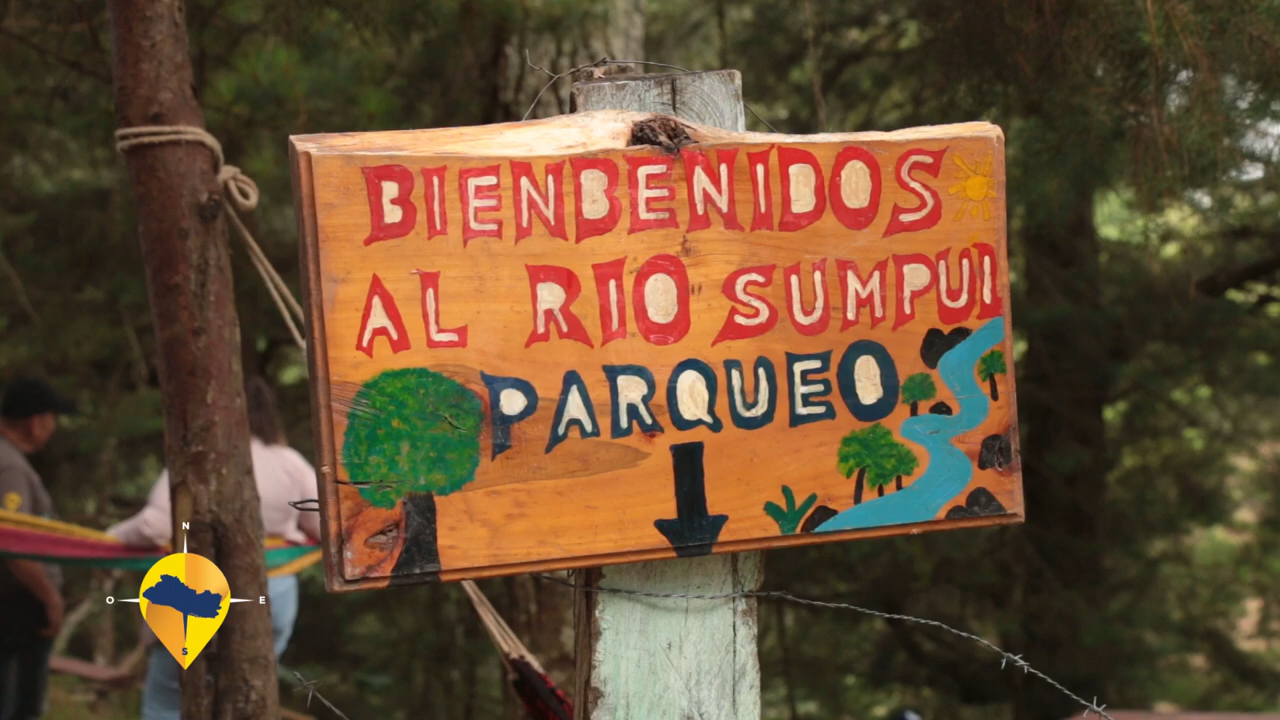 BIENBENIDOS
AL RIO SUMPUL
PARQUEO
N
O E
S